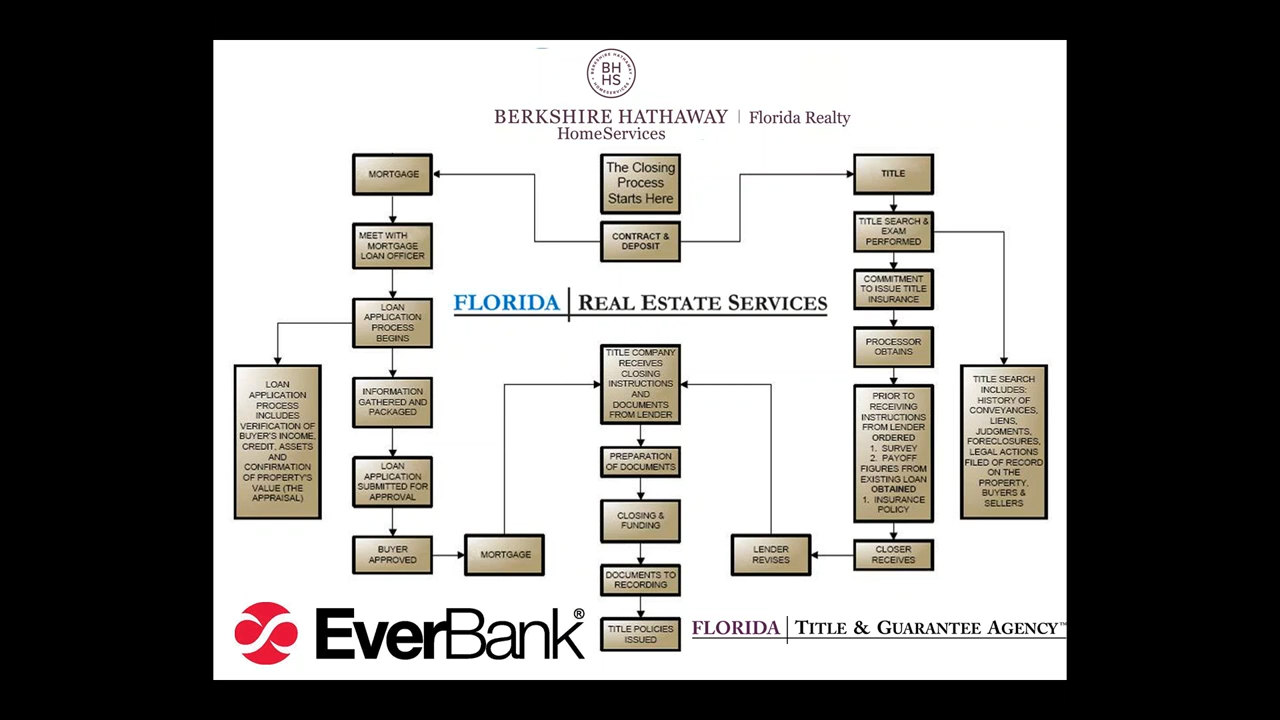 BERKSHIRE HATHAWAY
HOMESERVICES
BH
HS
BERKSHIRE HATHAWAY | Florida Realty
HomeServices
The Closing
Process
Starts Here
CONTRACT &
DEPOSIT
MORTGAGE
MEET WITH
MORTGAGE
LOAN OFFICER
LOAN
APPLICATION
PROCESS
BEGINS
LOAN
APPLICATION
PROCESS
INCLUDES
VERIFICATION OF
BUYER'S INCOME,
CREDIT, ASSETS
AND
CONFIRMATION
OF PROPERTY'S
VALUE (THE
APPRAISAL)
INFORMATION
GATHERED AND
PACKAGED
LOAN
APPLICATION
SUBMITTED FOR
APPROVAL
BUYER
APPROVED
MORTGAGE
TITLE
TITLE SEARCH &
EXAM
PERFORMED
COMMITMENT
TO ISSUE TITLE
INSURANCE
PROCESSOR
OBTAINS
PRIOR TO
RECEIVING
INSTRUCTIONS
FROM LENDER
ORDERED
1. SURVEY
2. PAYOFF
FIGURES FROM
EXISTING LOAN
OBTAINED
1. INSURANCE
POLICY
TITLE SEARCH
INCLUDES:
HISTORY OF
CONVEYANCES,
LIENS,
JUDGMENTS,
FORECLOSURES,
LEGAL ACTIONS
FILED OF RECORD
ON THE
PROPERTY,
BUYERS &
SELLERS
CLOSER
RECEIVES
LENDER
REVISES
FLORIDA | REAL ESTATE SERVICES
TITLE COMPANY
RECEIVES
CLOSING
INSTRUCTIONS
AND
DOCUMENTS
FROM LENDER
PREPARATION
OF DOCUMENTS
CLOSING &
FUNDING
DOCUMENTS TO
RECORDING
TITLE POLICIES
ISSUED
EverBank®
FLORIDA | TITLE & GUARANTEE AGENCY™